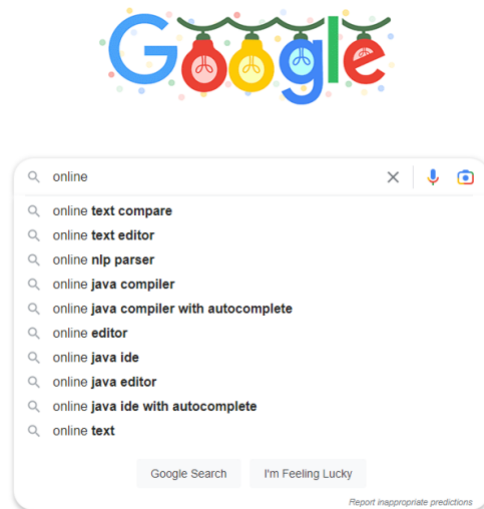 Google
online
online text compare
online text editor
online nlp parser
online java compiler
online java compiler with autocomplete
online editor
online java ide
online java editor
online java ide with autocomplete
online text
Google Search I'm Feeling Lucky
Report inappropriate predictions